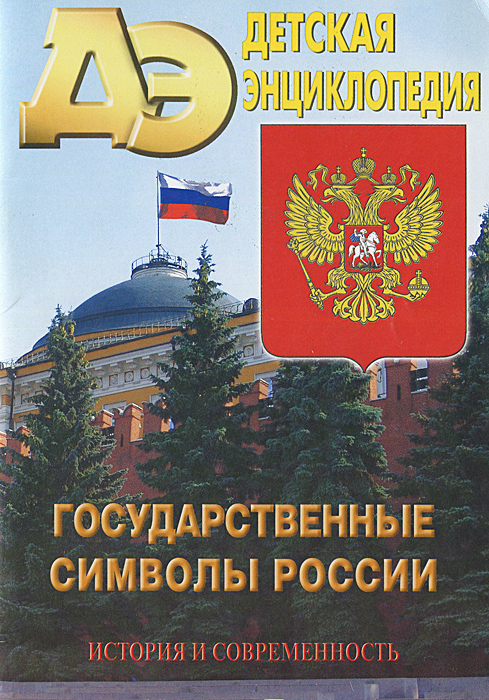 ДЭ
ДЕТСКАЯ
ЭНЦИКЛОПЕДИЯ
ГОСУДАРСТВЕННЫЕ
СИМВОЛЫ РОССИИ
ИСТОРИЯ И СОВРЕМЕННОСТЬ